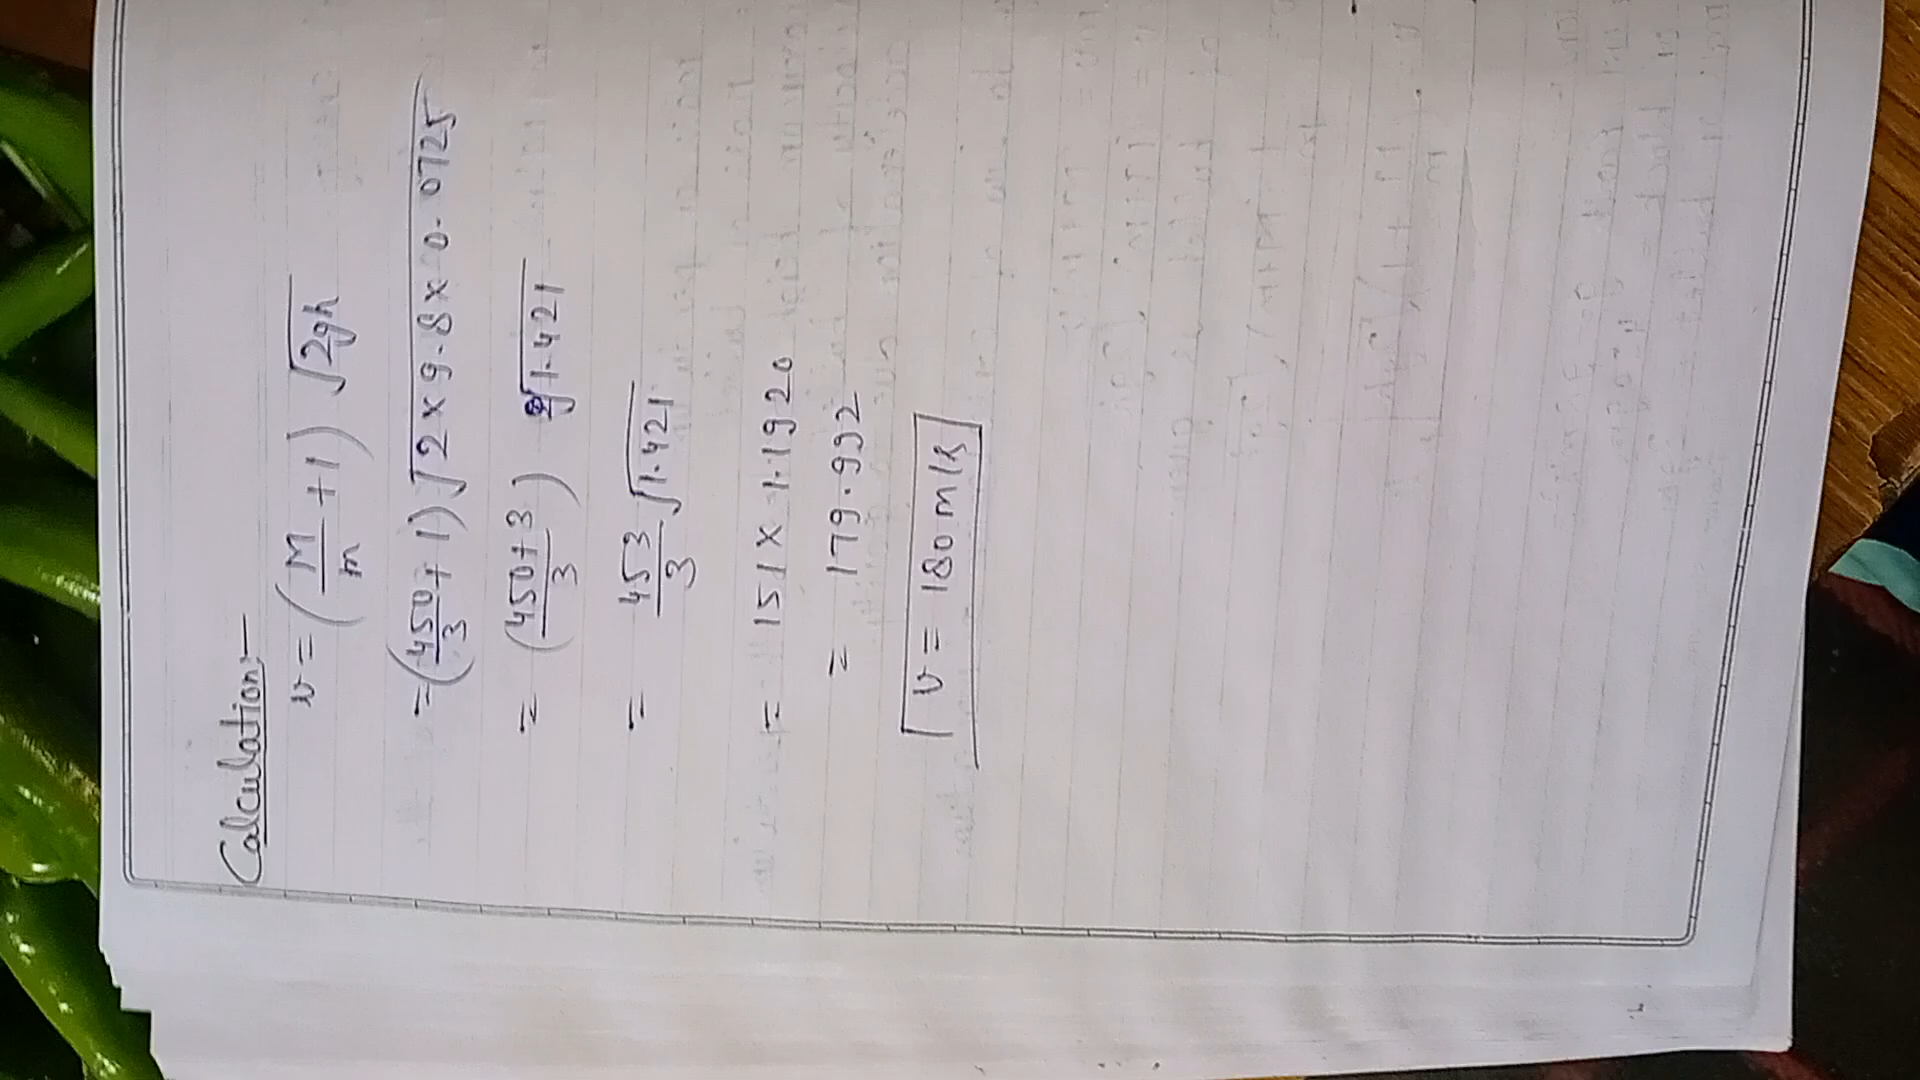 Calculation:-
v = (M/m + 1) √2gh
= (450/3 + 1) √2 × 9.8 × 0.0725
= (450+3/3) √1.421
= 453/3 √1.421
= 151 × 1.1920
= 179.992
v = 180 m/s